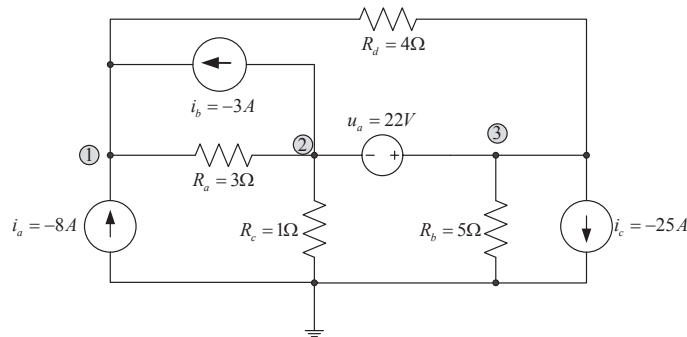 R_d = 4Ω
i_b = −3A
u_a = 22V
1
2
3
R_a = 3Ω
i_a = −8A
R_c = 1Ω
R_b = 5Ω
i_c = −25A
− +